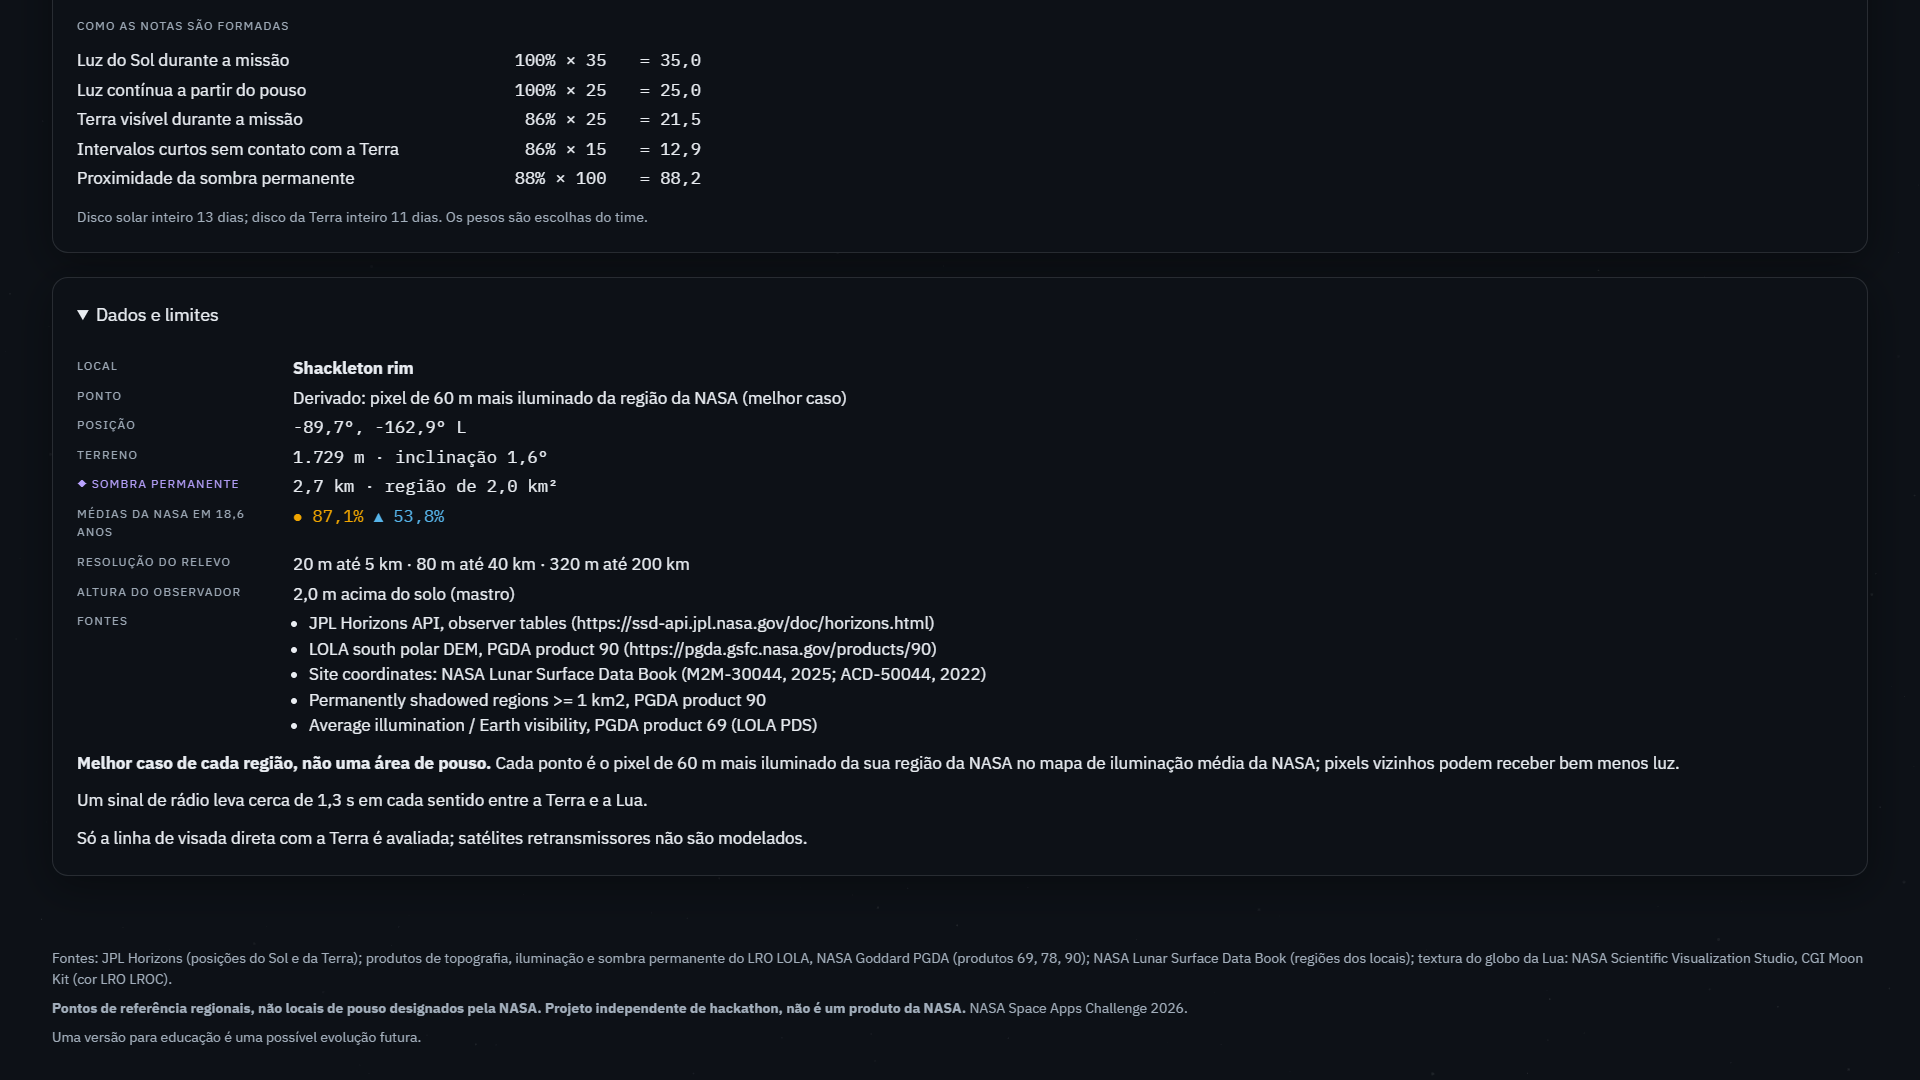 COMO AS NOTAS SÃO FORMADAS
Luz do Sol durante a missão 100% × 35 = 35,0
Luz contínua a partir do pouso 100% × 25 = 25,0
Terra visível durante a missão 86% × 25 = 21,5
Intervalos curtos sem contato com a Terra 86% × 15 = 12,9
Proximidade da sombra permanente 88% × 100 = 88,2
Disco solar inteiro 13 dias; disco da Terra inteiro 11 dias. Os pesos são escolhas do time.
▼ Dados e limites
LOCAL Shackleton rim
PONTO Derivado: pixel de 60 m mais iluminado da região da NASA (melhor caso)
POSIÇÃO -89,7°, -162,9° L
TERRENO 1.729 m · inclinação 1,6°
◆ SOMBRA PERMANENTE 2,7 km · região de 2,0 km²
MÉDIAS DA NASA EM 18,6 ● 87,1% ▲ 53,8%
ANOS
RESOLUÇÃO DO RELEVO 20 m até 5 km · 80 m até 40 km · 320 m até 200 km
ALTURA DO OBSERVADOR 2,0 m acima do solo (mastro)
FONTES • JPL Horizons API, observer tables (https://ssd-api.jpl.nasa.gov/doc/horizons.html)
• LOLA south polar DEM, PGDA product 90 (https://pgda.gsfc.nasa.gov/products/90)
• Site coordinates: NASA Lunar Surface Data Book (M2M-30044, 2025; ACD-50044, 2022)
• Permanently shadowed regions >= 1 km2, PGDA product 90
• Average illumination / Earth visibility, PGDA product 69 (LOLA PDS)
Melhor caso de cada região, não uma área de pouso. Cada ponto é o pixel de 60 m mais iluminado da sua região da NASA no mapa de iluminação média da NASA; pixels vizinhos podem receber bem menos luz.
Um sinal de rádio leva cerca de 1,3 s em cada sentido entre a Terra e a Lua.
Só a linha de visada direta com a Terra é avaliada; satélites retransmissores não são modelados.
Fontes: JPL Horizons (posições do Sol e da Terra); produtos de topografia, iluminação e sombra permanente do LRO LOLA, NASA Goddard PGDA (produtos 69, 78, 90); NASA Lunar Surface Data Book (regiões dos locais); textura do globo da Lua: NASA Scientific Visualization Studio, CGI Moon
Kit (cor LRO LROC).
Pontos de referência regionais, não locais de pouso designados pela NASA. Projeto independente de hackathon, não é um produto da NASA. NASA Space Apps Challenge 2026.
Uma versão para educação é uma possível evolução futura.